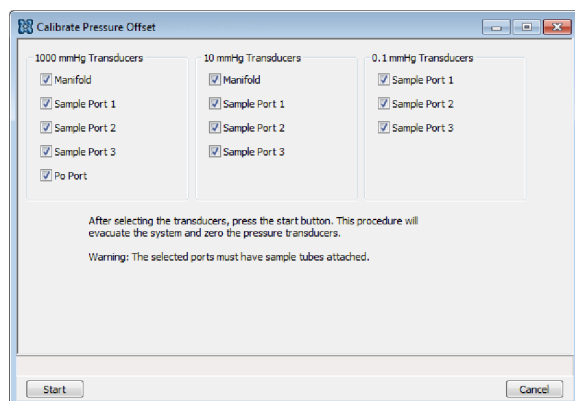 Calibrate Pressure Offset
1000 mmHg Transducers
Manifold
Sample Port 1
Sample Port 2
Sample Port 3
Po Port
10 mmHg Transducers
Manifold
Sample Port 1
Sample Port 2
Sample Port 3
0.1 mmHg Transducers
Sample Port 1
Sample Port 2
Sample Port 3
After selecting the transducers, press the start button. This procedure will
evacuate the system and zero the pressure transducers.
Warning: The selected ports must have sample tubes attached.
Start
Cancel